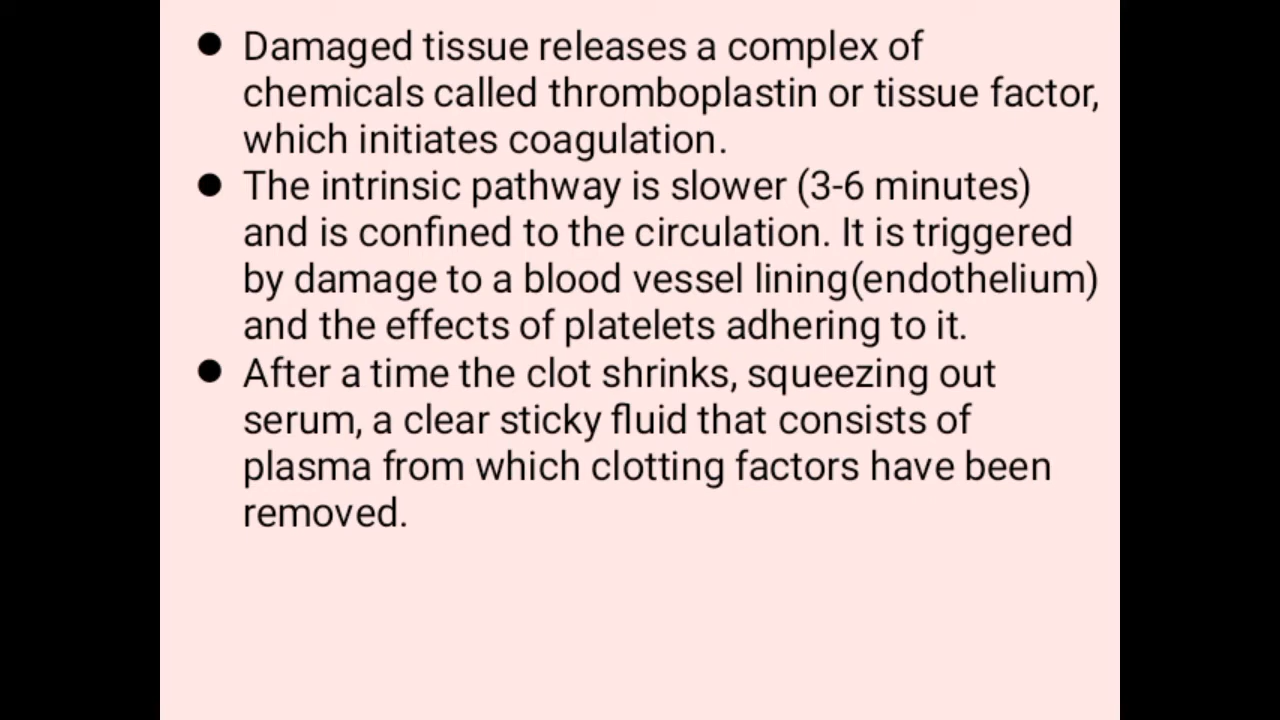 ● Damaged tissue releases a complex of
chemicals called thromboplastin or tissue factor,
which initiates coagulation.
● The intrinsic pathway is slower (3-6 minutes)
and is confined to the circulation. It is triggered
by damage to a blood vessel lining(endothelium)
and the effects of platelets adhering to it.
● After a time the clot shrinks, squeezing out
serum, a clear sticky fluid that consists of
plasma from which clotting factors have been
removed.